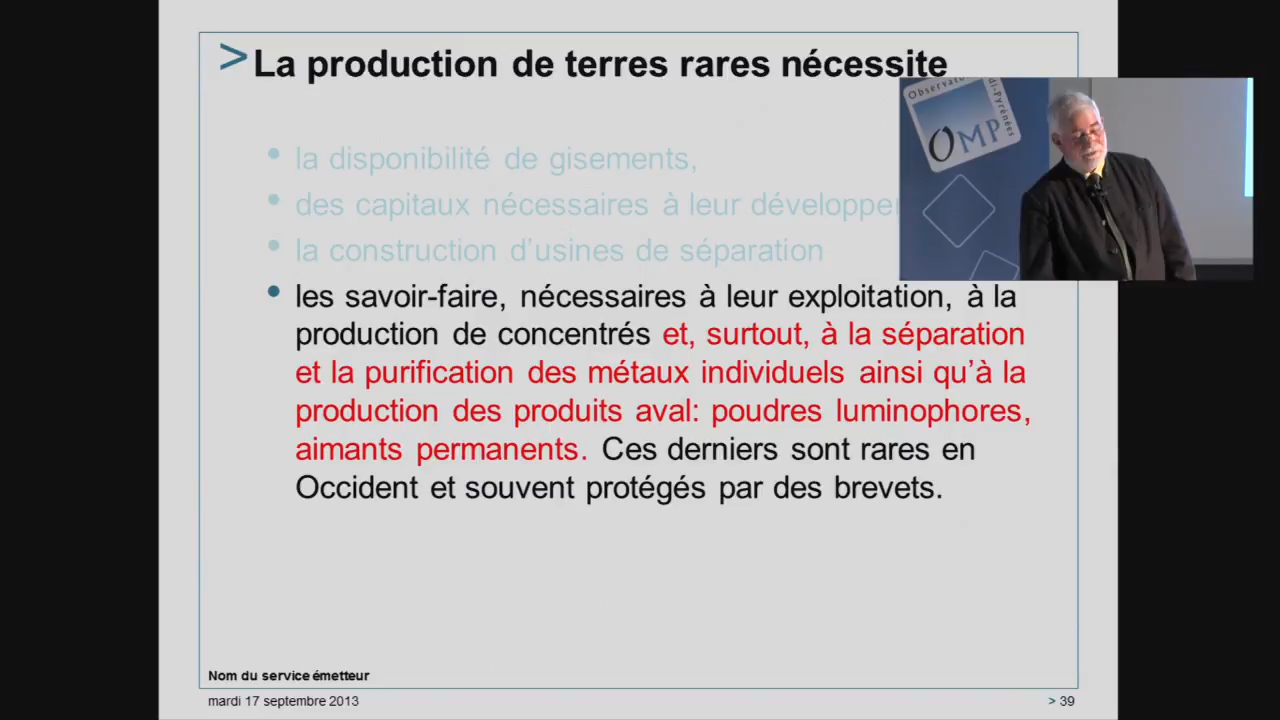 > La production de terres rares nécessite
• la disponibilité de gisements,
• des capitaux nécessaires à leur
• la construction d’usines de séparation
• les savoir-faire, nécessaires à leur exploitation, à la
production de concentrés et, surtout, à la séparation
et la purification des métaux individuels ainsi qu’à la
production des produits aval: poudres luminophores,
aimants permanents. Ces derniers sont rares en
Occident et souvent protégés par des brevets.
OMP
Nom du service émetteur
mardi 17 septembre 2013
> 39